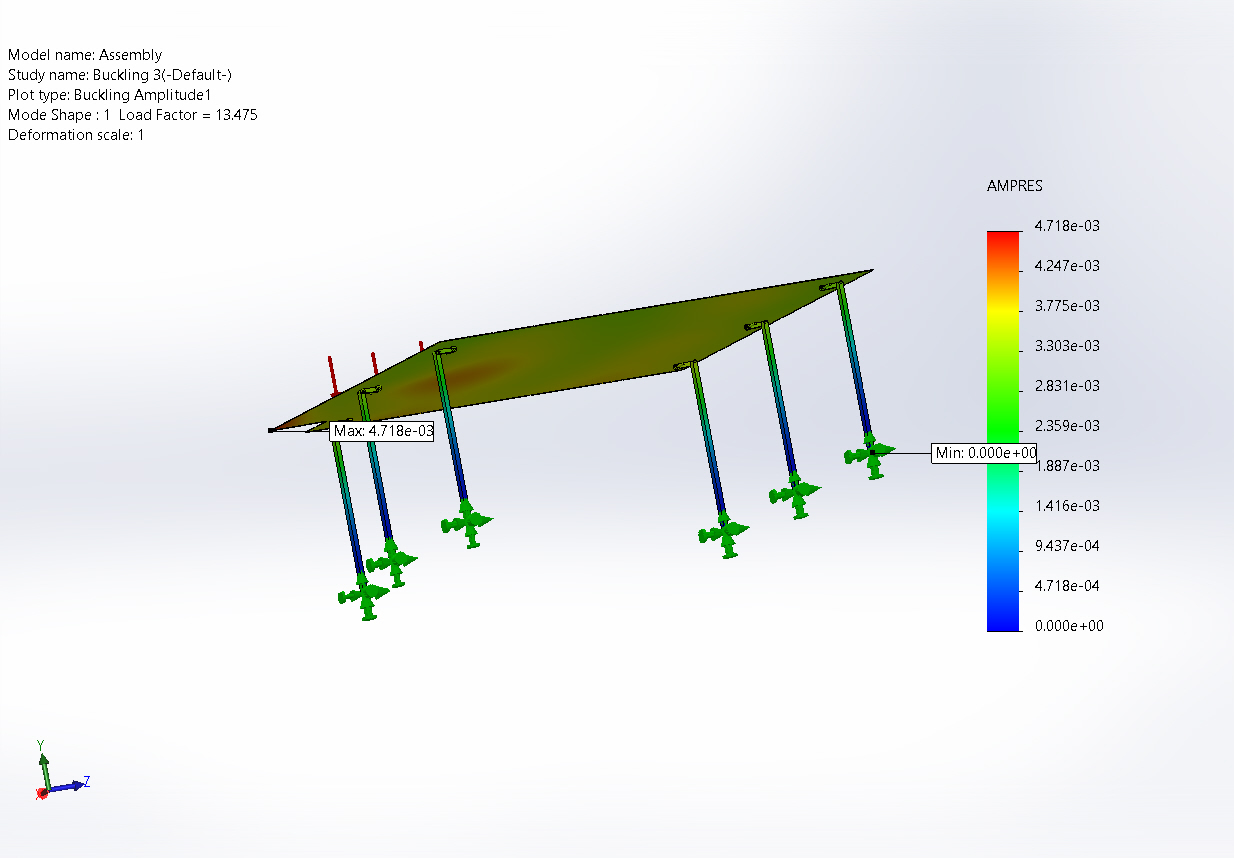 Model name: Assembly
Study name: Buckling 3(-Default-)
Plot type: Buckling Amplitude1
Mode Shape : 1 Load Factor = 13.475
Deformation scale: 1
AMPRES
4.718e-03
4.247e-03
3.775e-03
3.303e-03
2.831e-03
2.359e-03
1.887e-03
1.416e-03
9.437e-04
4.718e-04
0.000e+00
Max: 4.718e-03
Min: 0.000e+00
Y
Z
X